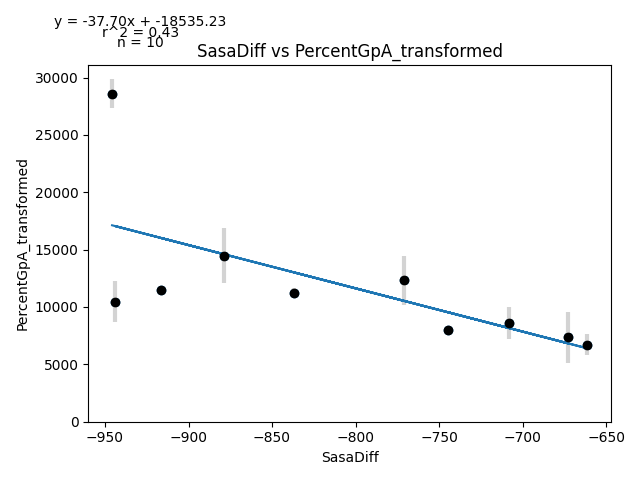 y = -37.70x + -18535.23
r^2 = 0.43
n = 10
SasaDiff vs PercentGpA_transformed
PercentGpA_transformed
30000
25000
20000
15000
10000
5000
0
−950
−900
−850
−800
−750
−700
−650
SasaDiff